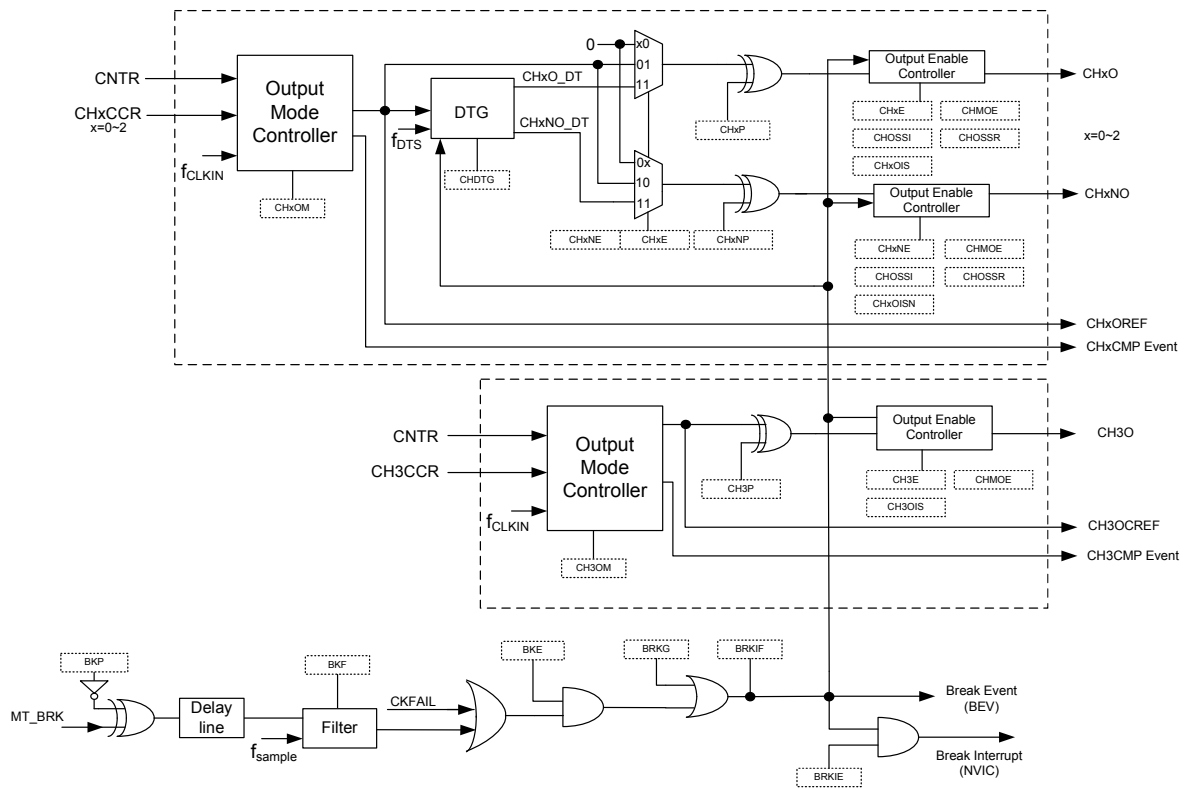 CNTR
CHxCCR
x=0~2
fCLKIN
Output
Mode
Controller
CHxOM
fDTS
DTG
CHDTG
CHxO_DT
CHxNO_DT
0
x0
01
11
0x
10
11
CHxNE
CHxE
CHxP
CHxNP
Output Enable
Controller
CHxE
CHMOE
CHOSSI
CHOSSR
CHxOIS
CHxO
x=0~2
Output Enable
Controller
CHxNE
CHMOE
CHOSSI
CHOSSR
CHxOISN
CHxNO
CHxOREF
CHxCMP Event
CNTR
CH3CCR
fCLKIN
Output
Mode
Controller
CH3OM
CH3P
Output Enable
Controller
CH3E
CHMOE
CH3OIS
CH3O
CH3OCREF
CH3CMP Event
BKP
MT_BRK
Delay
line
BKF
Filter
fsample
CKFAIL
BKE
BRKG
BRKIF
Break Event
(BEV)
BRKIE
Break Interrupt
(NVIC)